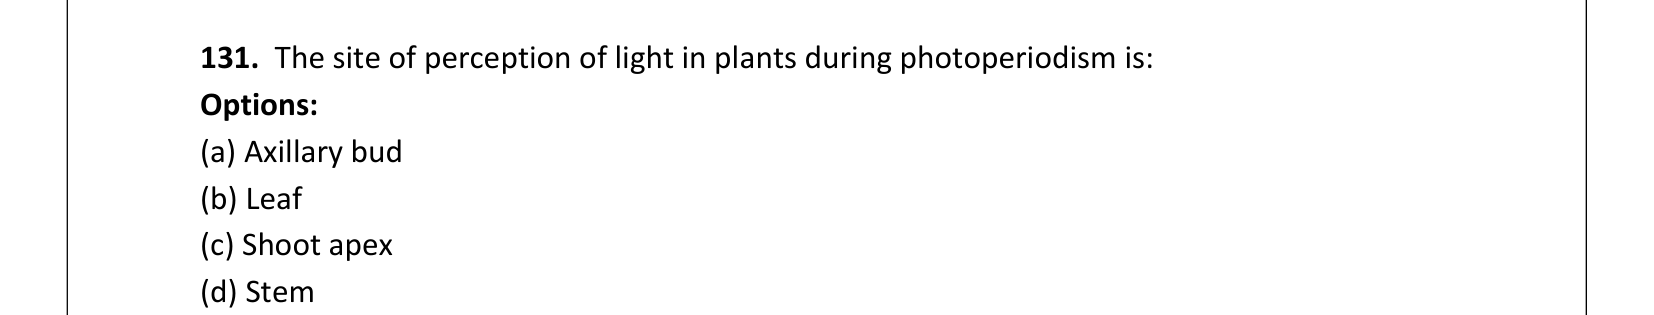 131. The site of perception of light in plants during photoperiodism is:
Options:
(a) Axillary bud
(b) Leaf
(c) Shoot apex
(d) Stem